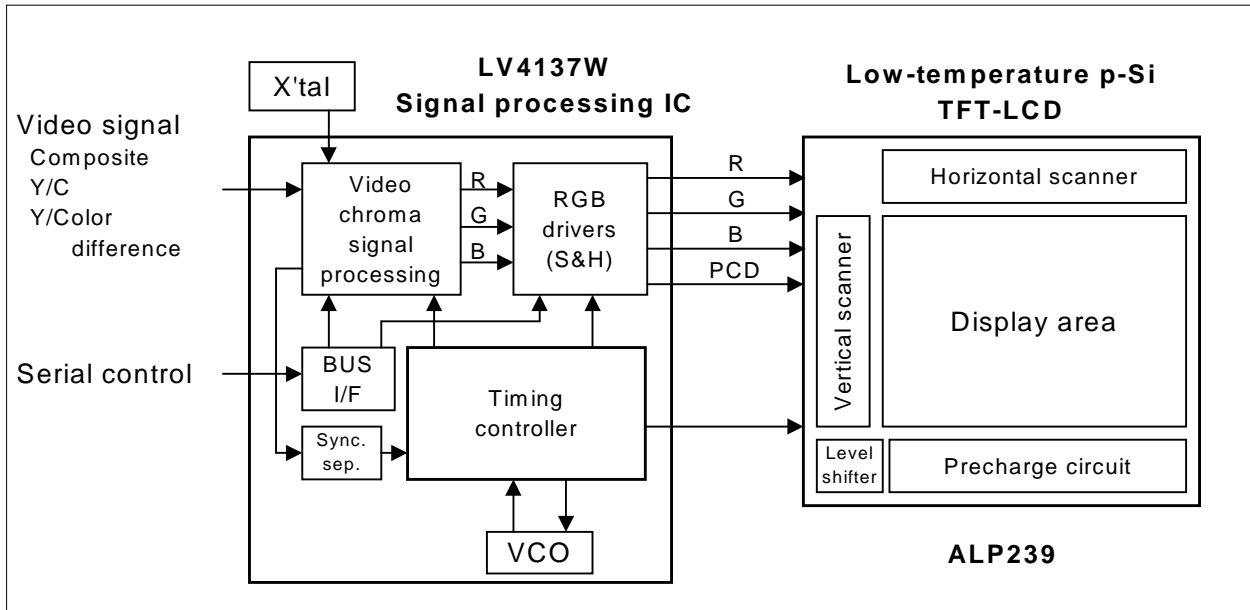 X'tal
LV4137W
Signal processing IC
Low-temperature p-Si
TFT-LCD
Video signal
Composite
Y/C
Y/Color
difference
Video
chroma
signal
processing
R
G
B
RGB
drivers
(S&H)
R
G
B
PCD
Horizontal scanner
Vertical scanner
Display area
Serial control
BUS
I/F
Timing
controller
Sync.
sep.
Level
shifter
Precharge circuit
VCO
ALP239